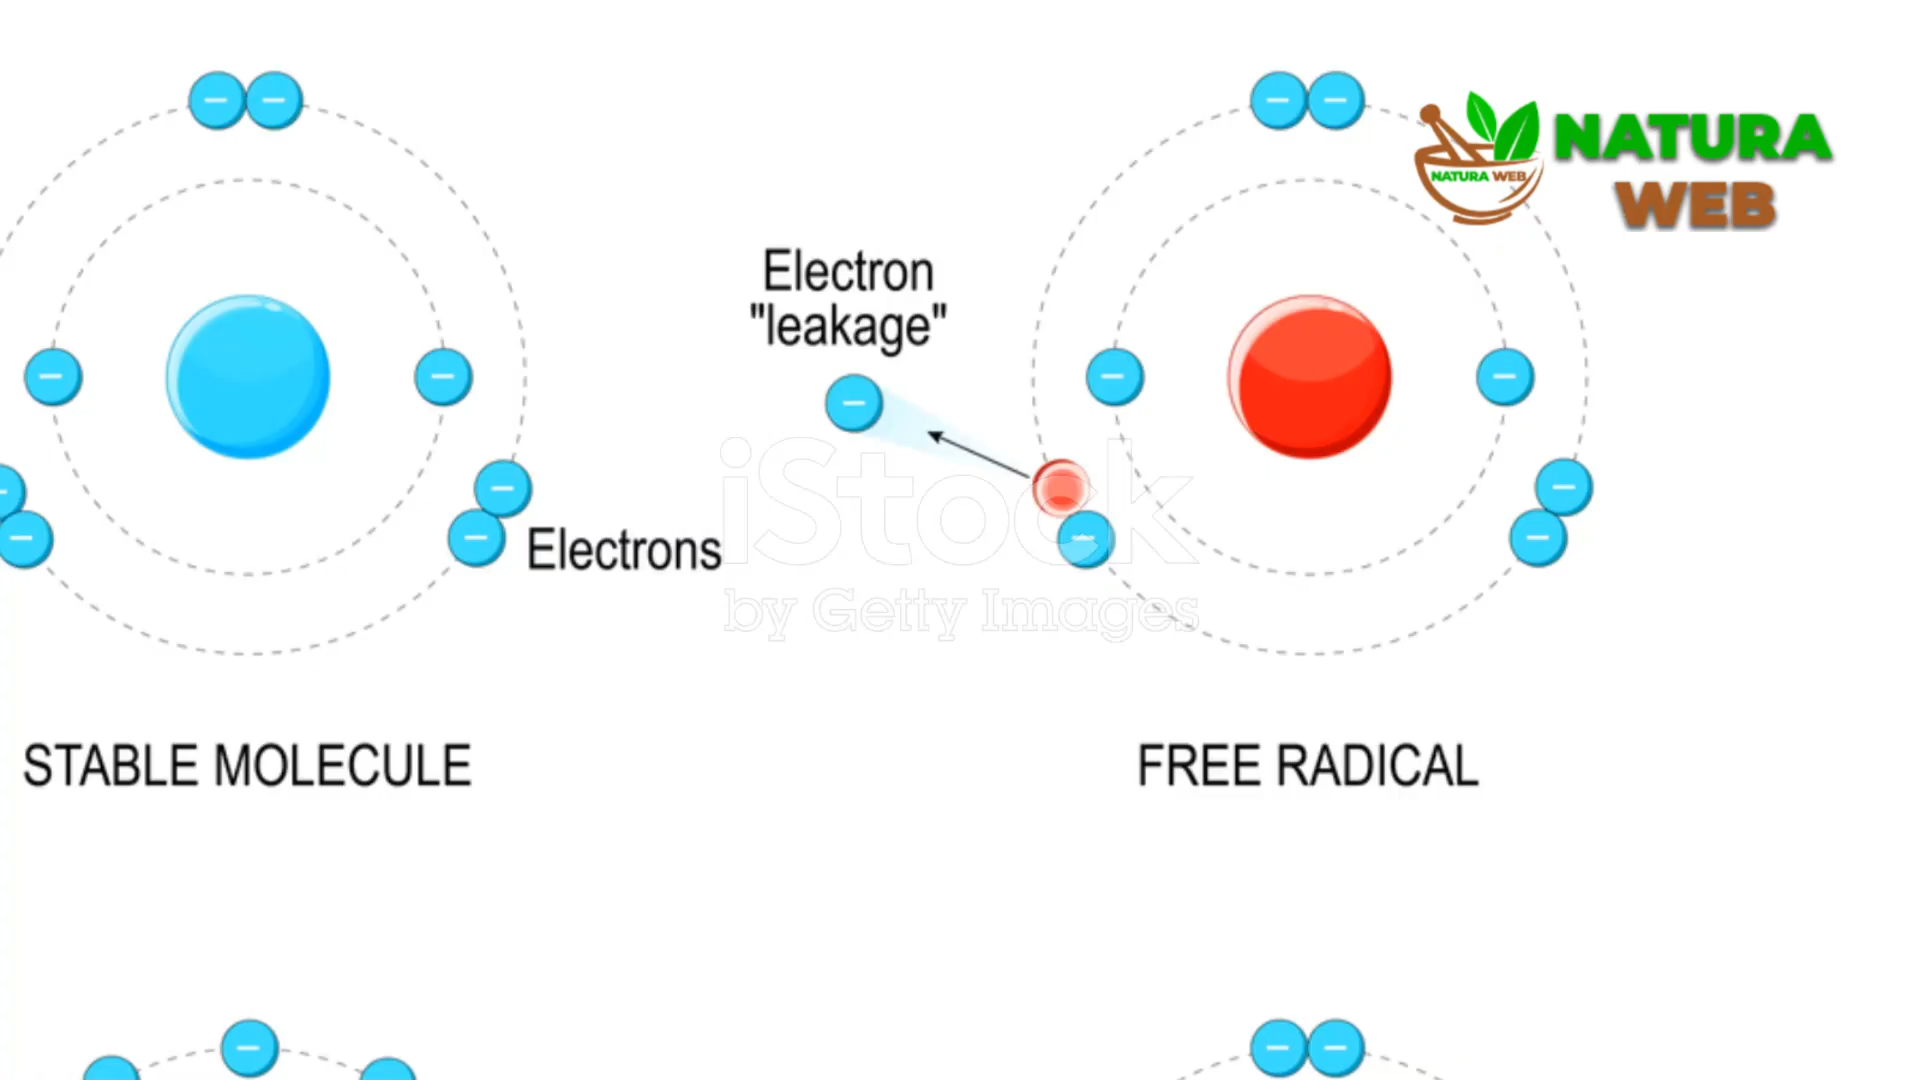 NATURA
WEB
NATURA WEB
Electron
"leakage"
Electrons
iStock
by Getty Images
STABLE MOLECULE
FREE RADICAL